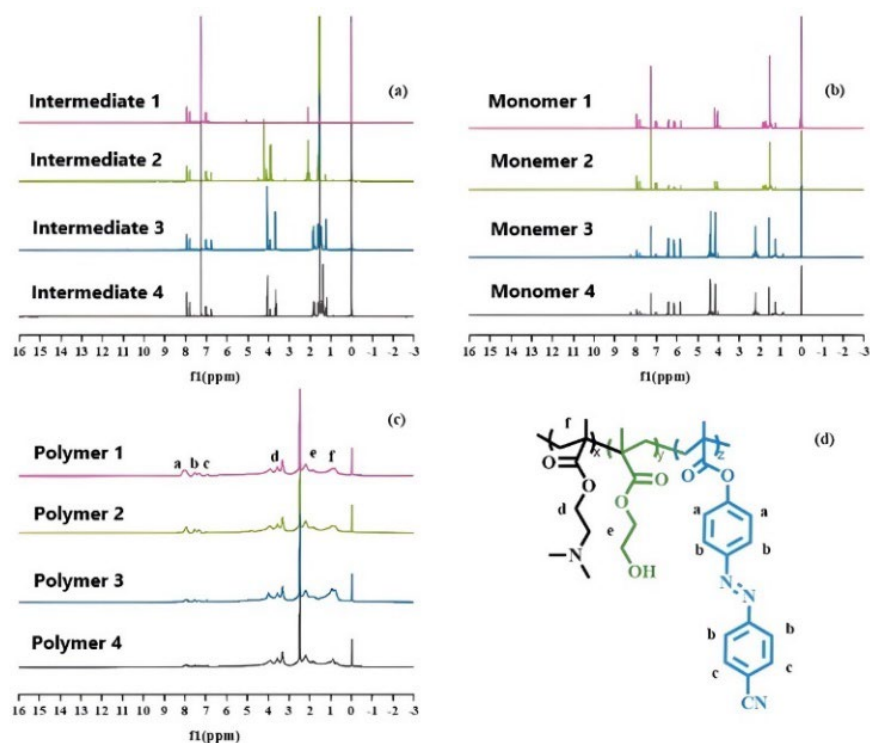 (a)
Intermediate 1
Intermediate 2
Intermediate 3
Intermediate 4
16 15 14 13 12 11 10 9 8 7 6 5 4 3 2 1 0 -1 -2 -3
f1(ppm)
(b)
Monomer 1
Monemer 2
Monemer 3
Monomer 4
16 15 14 13 12 11 10 9 8 7 6 5 4 3 2 1 0 -1 -2 -3
f1(ppm)
(c)
Polymer 1
a b c d e f
Polymer 2
Polymer 3
Polymer 4
16 15 14 13 12 11 10 9 8 7 6 5 4 3 2 1 0 -1 -2 -3
f1(ppm)
(d)
f
x y z
O O O
O O O
d e a a
N OH b b
N N
b b
c c
CN